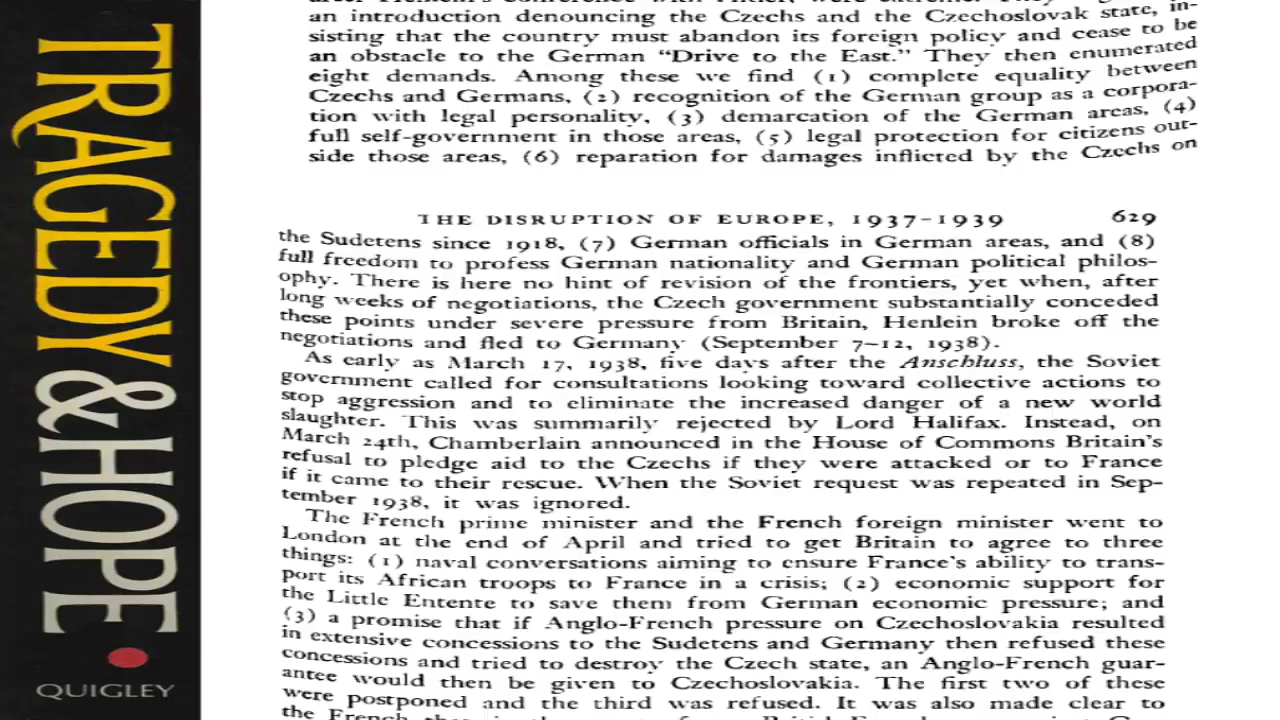 TRAGEDY & HOPE
QUIGLEY
an introduction denouncing the Czechs and the Czechoslovak state, in-
sisting that the country must abandon its foreign policy and cease to be
an obstacle to the German “Drive to the East.” They then enumerated
eight demands. Among these we find (1) complete equality between
Czechs and Germans, (2) recognition of the German group as a corpora-
tion with legal personality, (3) demarcation of the German areas, (4)
full self-government in those areas, (5) legal protection for citizens out-
side those areas, (6) reparation for damages inflicted by the Czechs on
THE DISRUPTION OF EUROPE, 1937–1939 629
the Sudetens since 1918, (7) German officials in German areas, and (8)
full freedom to profess German nationality and German political philos-
ophy. There is here no hint of revision of the frontiers, yet when, after
long weeks of negotiations, the Czech government substantially conceded
these points under severe pressure from Britain, Henlein broke off the
negotiations and fled to Germany (September 7–12, 1938).
As early as March 17, 1938, five days after the Anschluss, the Soviet
government called for consultations looking toward collective actions to
stop aggression and to eliminate the increased danger of a new world
slaughter. This was summarily rejected by Lord Halifax. Instead, on
March 24th, Chamberlain announced in the House of Commons Britain’s
refusal to pledge aid to the Czechs if they were attacked or to France
if it came to their rescue. When the Soviet request was repeated in Sep-
tember 1938, it was ignored.
The French prime minister and the French foreign minister went to
London at the end of April and tried to get Britain to agree to three
things: (1) naval conversations aiming to ensure France’s ability to trans-
port its African troops to France in a crisis; (2) economic support for
the Little Entente to save them from German economic pressure; and
(3) a promise that if Anglo-French pressure on Czechoslovakia resulted
in extensive concessions to the Sudetens and Germany then refused these
concessions and tried to destroy the Czech state, an Anglo-French guar-
antee would then be given to Czechoslovakia. The first two of these
were postponed and the third was refused. It was also made clear to